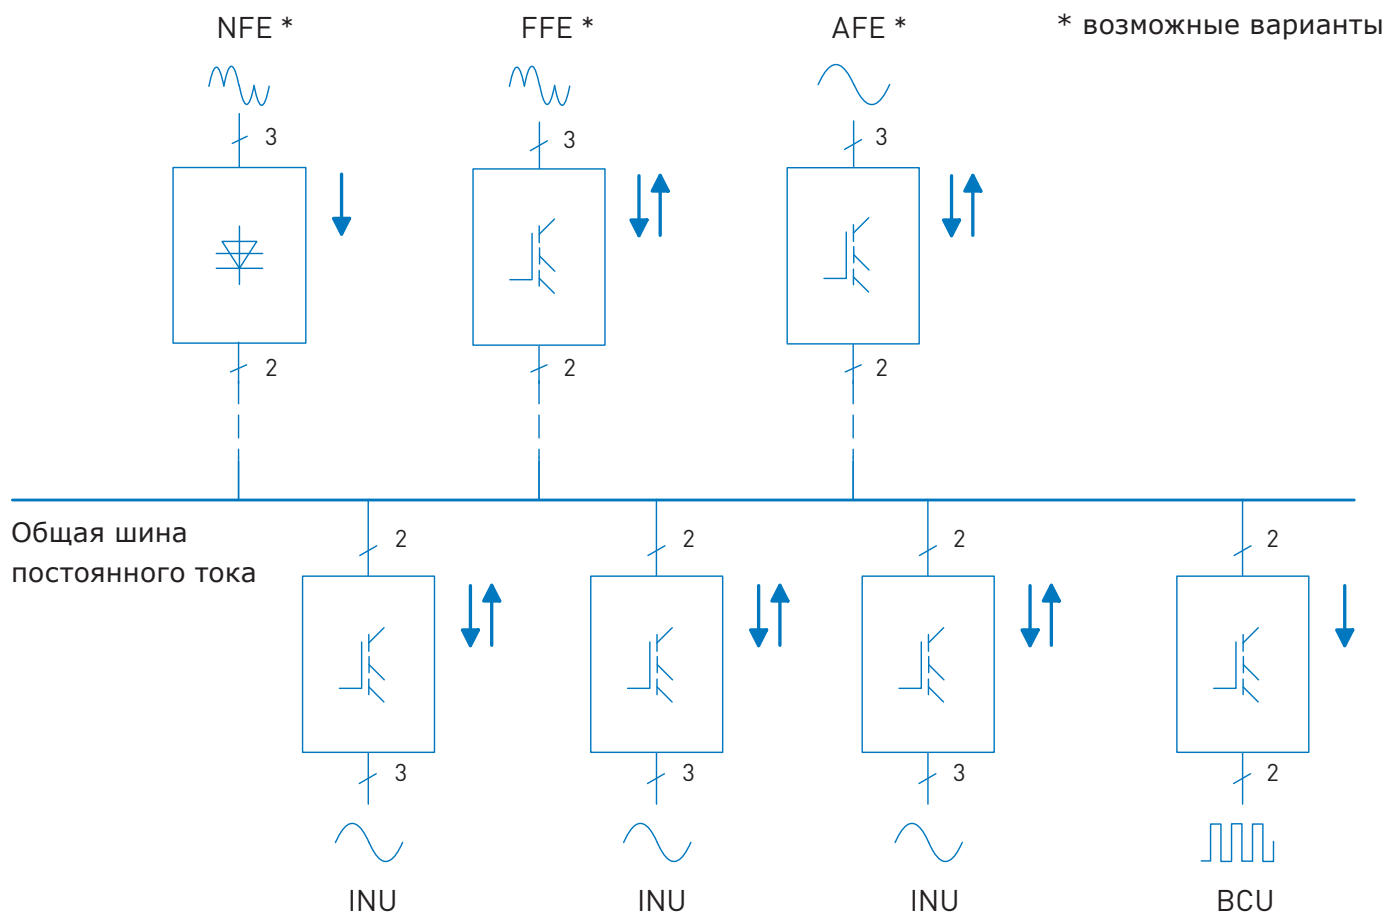 NFE *
FFE *
AFE *
* возможные варианты
3
3
3
2
2
2
Общая шина
постоянного тока
2
2
2
2
3
3
3
2
INU
INU
INU
BCU